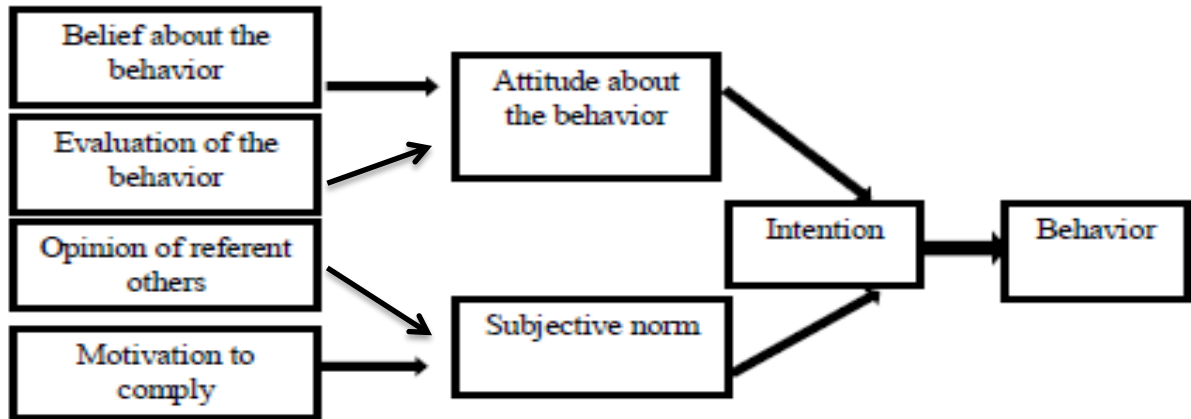 Belief about the
behavior
Evaluation of the
behavior
Opinion of referent
others
Motivation to
comply
Attitude about
the behavior
Subjective norm
Intention
Behavior